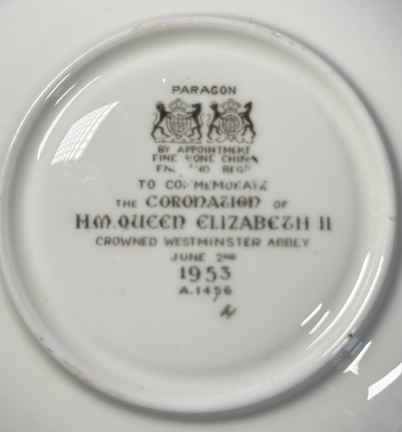 PARAGON
BY APPOINTMENT
FINE BONE CHINA
TO COMMEMORATE
THE CORONATION OF
H.M. QUEEN ELIZABETH II
CROWNED WESTMINSTER ABBEY
JUNE 2ND
1953
A.1456